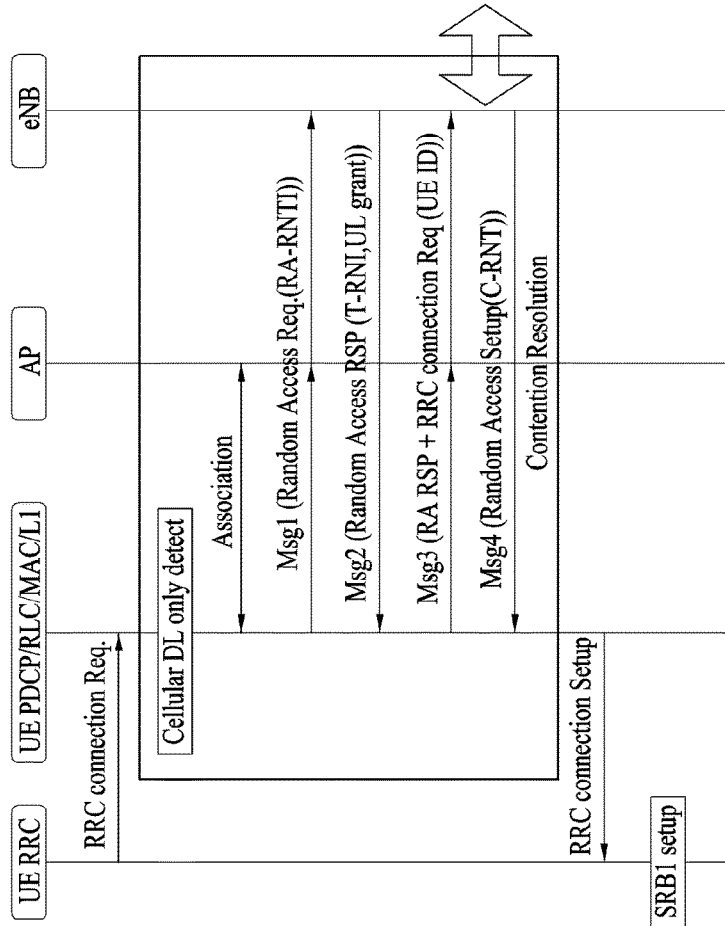 UE RRC
UE PDCP/RLC/MAC/L1
AP
eNB
RRC connection Req.
Cellular DL only detect
Association
Msg1 (Random Access Req.(RA-RNTI))
Msg2 (Random Access RSP (T-RNI,UL grant))
Msg3 (RA RSP + RRC connection Req (UE ID))
Msg4 (Random Access Setup(C-RNT))
Contention Resolution
RRC connection Setup
SRB1 setup